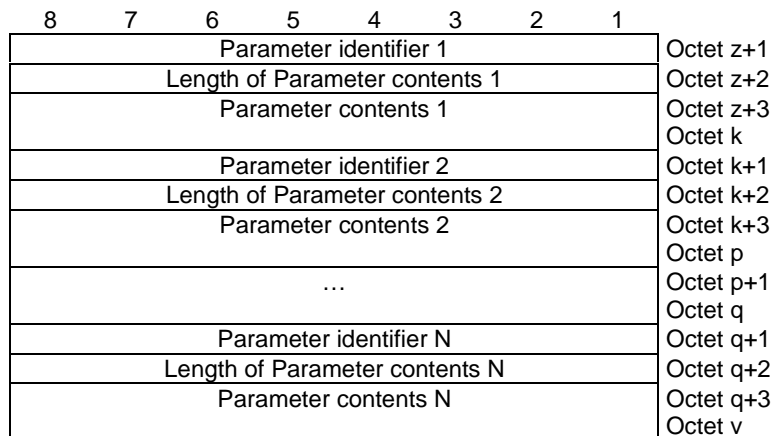 8 7 6 5 4 3 2 1
Parameter identifier 1 Octet z+1
Length of Parameter contents 1 Octet z+2
Parameter contents 1 Octet z+3
Octet k
Parameter identifier 2 Octet k+1
Length of Parameter contents 2 Octet k+2
Parameter contents 2 Octet k+3
Octet p
… Octet p+1
Octet q
Parameter identifier N Octet q+1
Length of Parameter contents N Octet q+2
Parameter contents N Octet q+3
Octet v